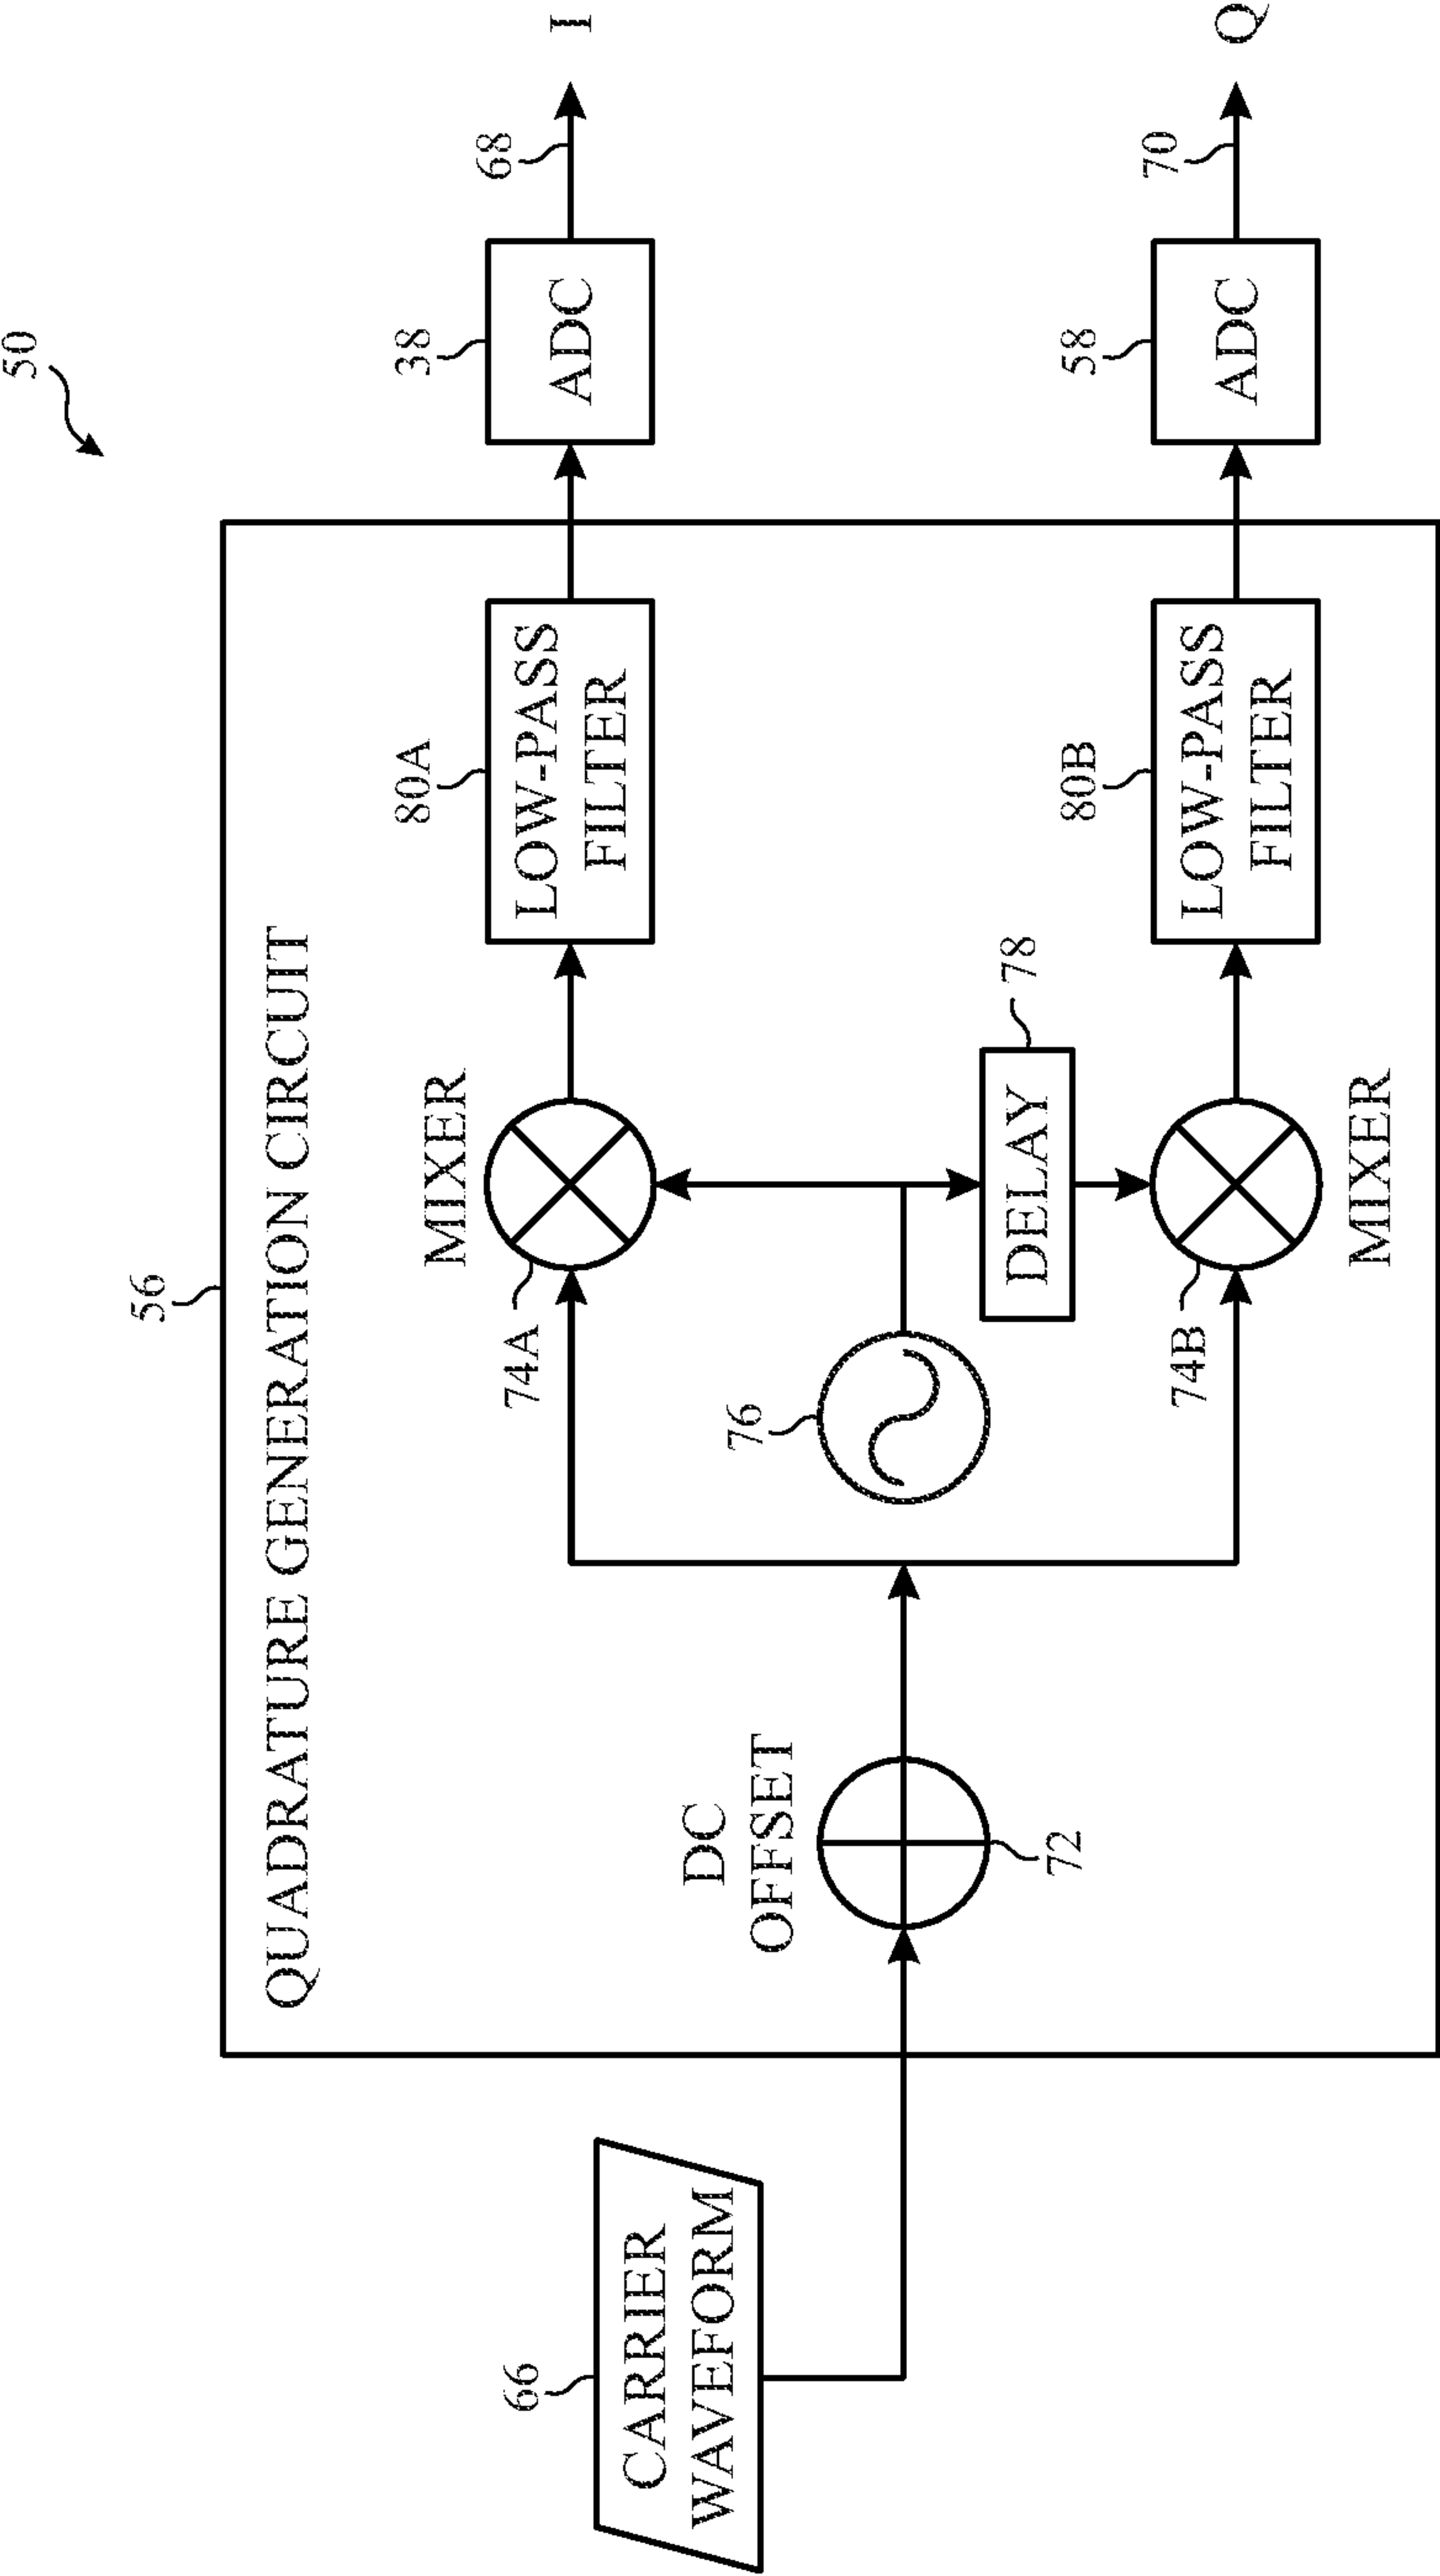 50
56
QUADRATURE GENERATION CIRCUIT
66
CARRIER
WAVEFORM
DC
OFFSET
72
74A
MIXER
76
DELAY
78
74B
MIXER
80A
LOW-PASS
FILTER
80B
LOW-PASS
FILTER
38
ADC
58
ADC
68
I
70
Q